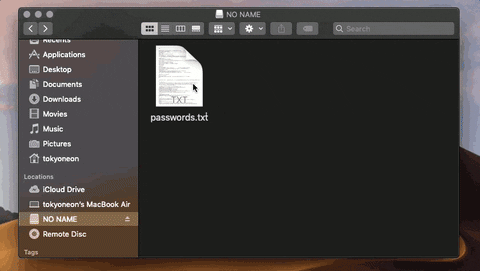 NO NAME
Search
Recents
Applications
Desktop
Documents
Downloads
Movies
Music
Pictures
tokyoneon
Locations
iCloud Drive
tokyoneon's MacBook Air
NO NAME
Remote Disc
Tags
TXT
passwords.txt